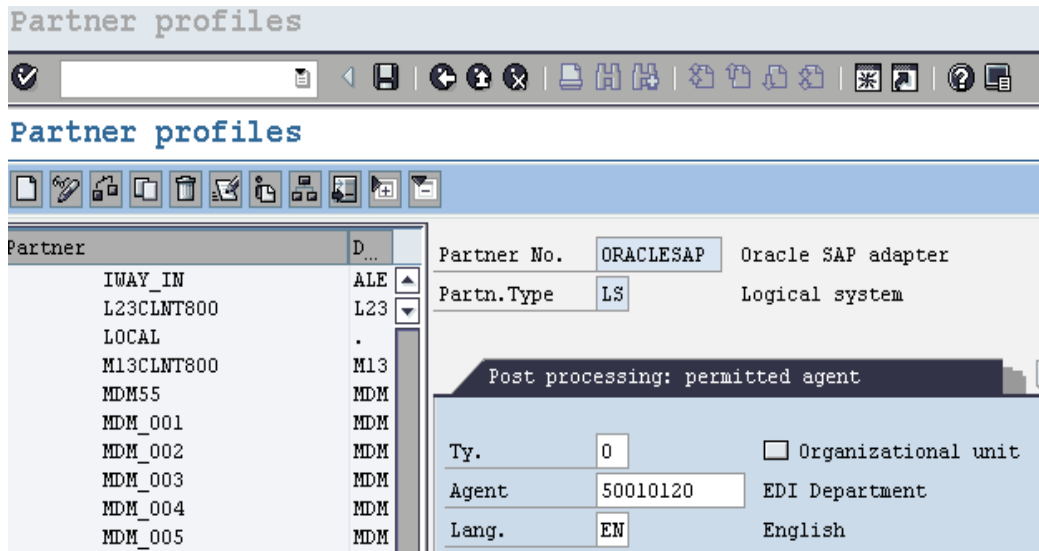 Partner profiles
Partner profiles
Partner D...
IWAY_IN ALE
L23CLNT800 L23
LOCAL .
M13CLNT800 M13
MDM55 MDM
MDM_001 MDM
MDM_002 MDM
MDM_003 MDM
MDM_004 MDM
MDM_005 MDM
Partner No. ORACLESAP Oracle SAP adapter
Partn.Type LS Logical system
Post processing: permitted agent
Ty. O Organizational unit
Agent 50010120 EDI Department
Lang. EN English